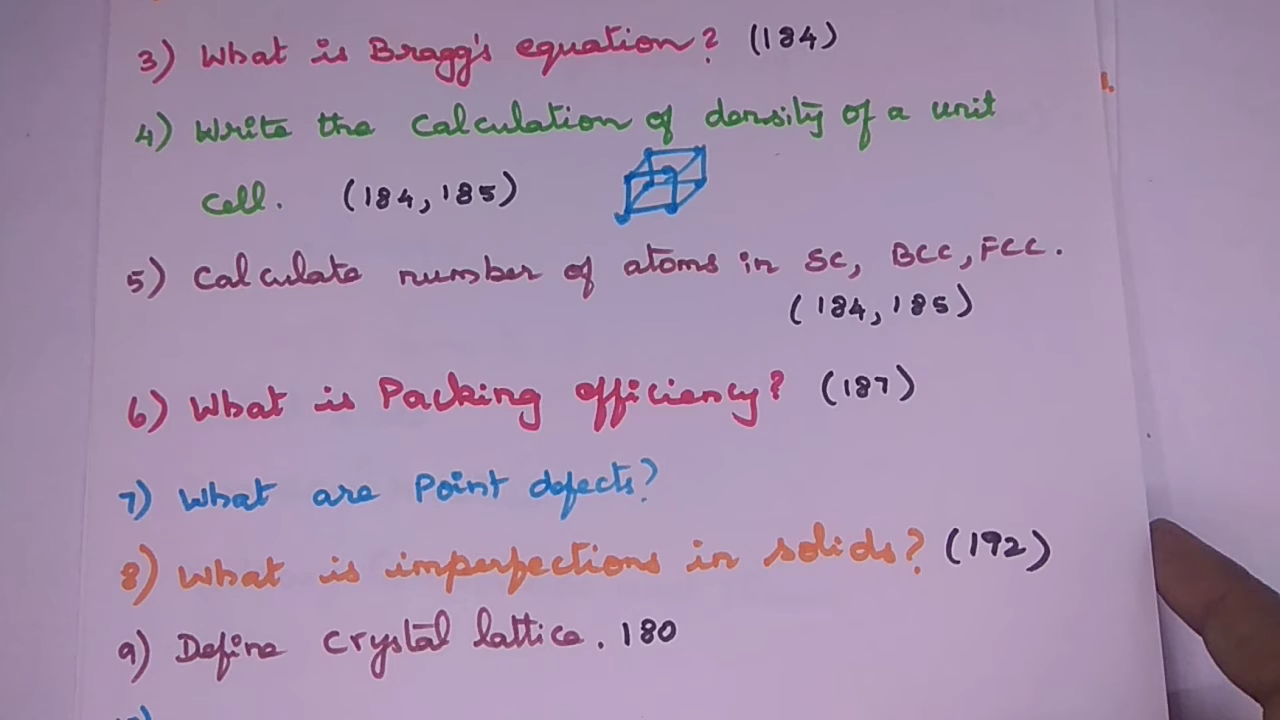 3) What is Bragg's equation? (184)
4) Write the calculation of density of a unit
cell. (184, 185)
5) Calculate number of atoms in SC, BCC, FCC.
(184, 185)
6) What is Packing efficiency? (187)
7) What are Point defects?
8) What is imperfections in solids? (192)
9) Define Crystal lattice. 180